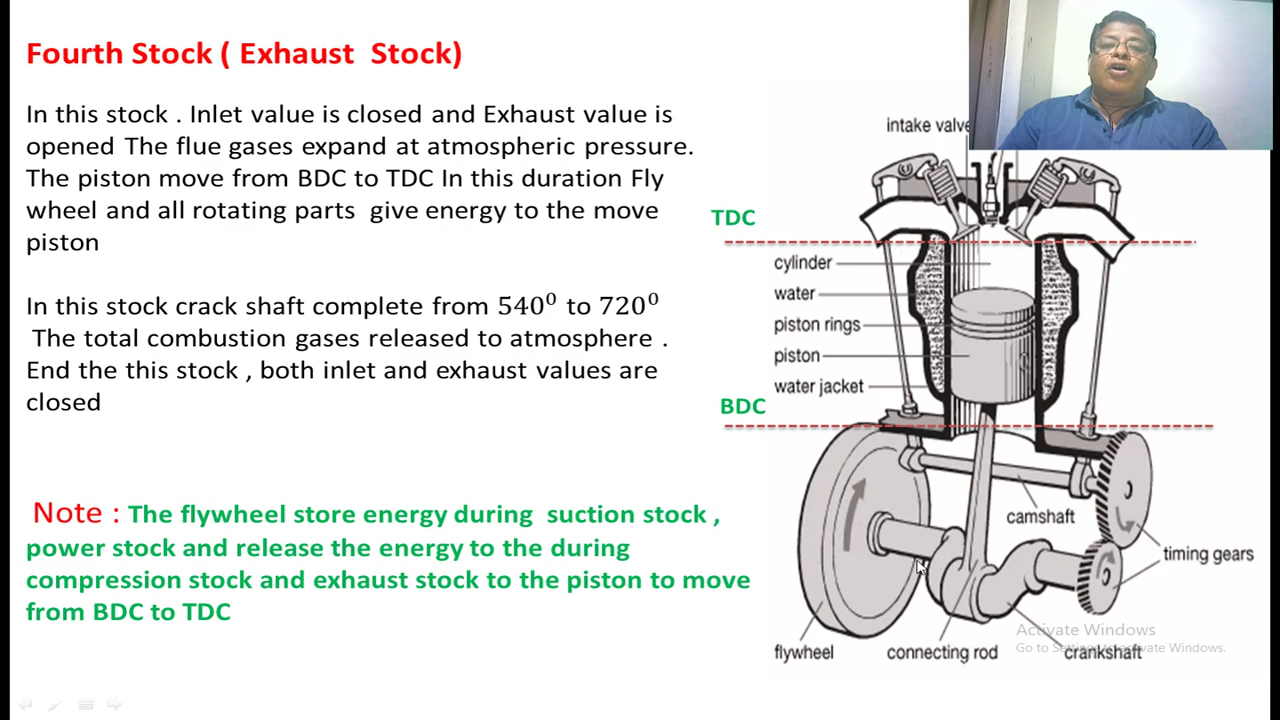 Fourth Stock ( Exhaust  Stock)
In this stock . Inlet value is closed and Exhaust value is
opened The flue gases expand at atmospheric pressure.
The piston move from BDC to TDC In this duration Fly
wheel and all rotating parts  give energy to the move
piston
In this stock crack shaft complete from 540⁰ to 720⁰
The total combustion gases released to atmosphere .
End the this stock , both inlet and exhaust values are
closed
Note : The flywheel store energy during  suction stock ,
power stock and release the energy to the during
compression stock and exhaust stock to the piston to move
from BDC to TDC
intake valve
TDC
cylinder
water
piston rings
piston
water jacket
BDC
camshaft
timing gears
flywheel
connecting rod
crankshaft
Activate Windows
Go to Settings to activate Windows.